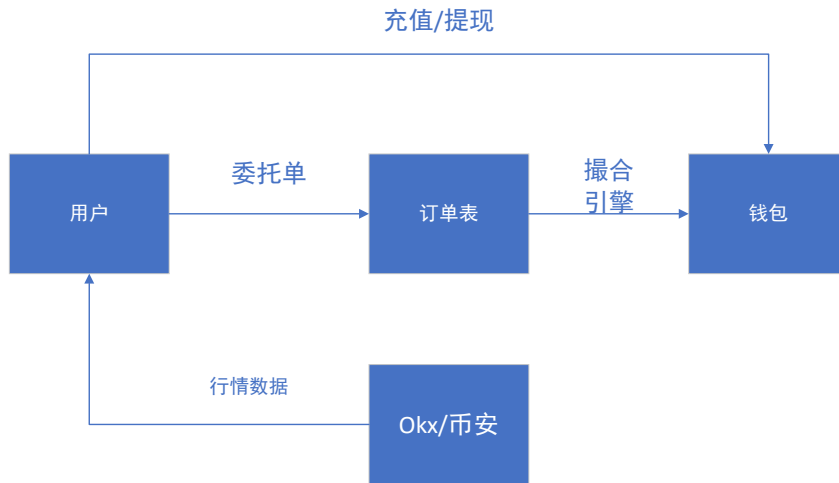 充值/提现
委托单
撮合
引擎
用户
订单表
钱包
行情数据
Okx/币安